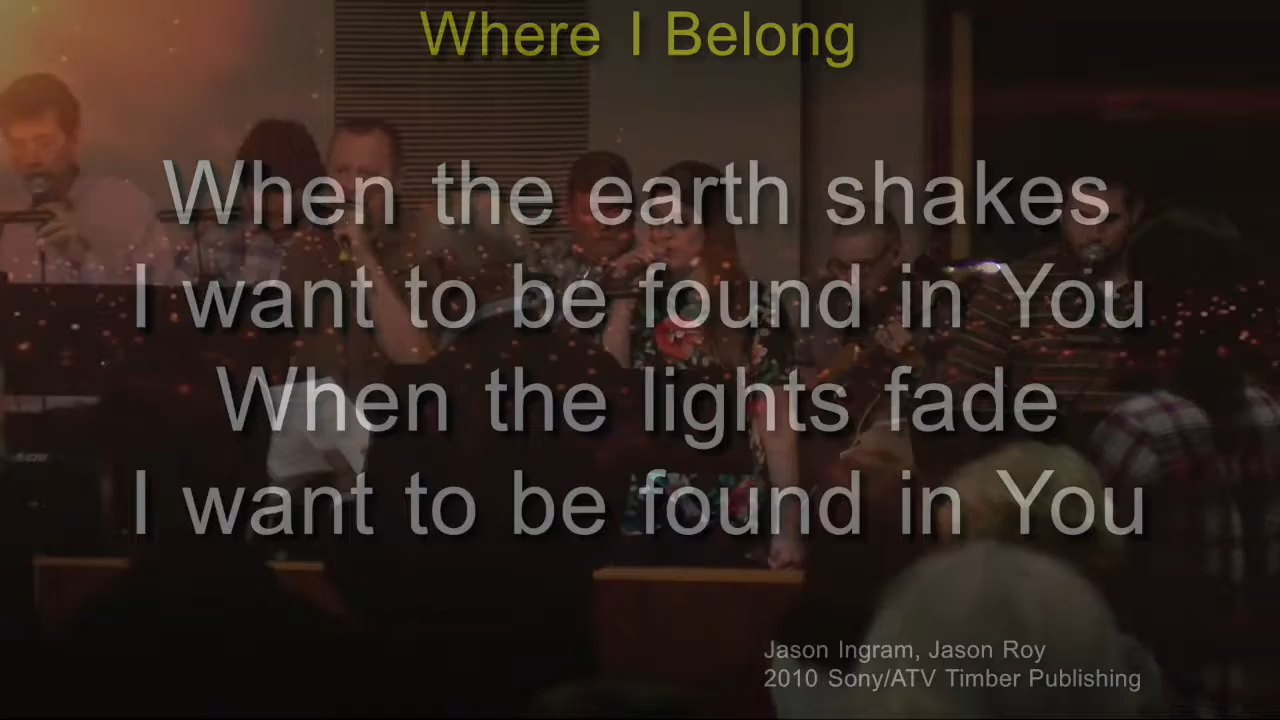 Where I Belong
When the earth shakes
I want to be found in You
When the lights fade
I want to be found in You
Jason Ingram, Jason Roy
2010 Sony/ATV Timber Publishing